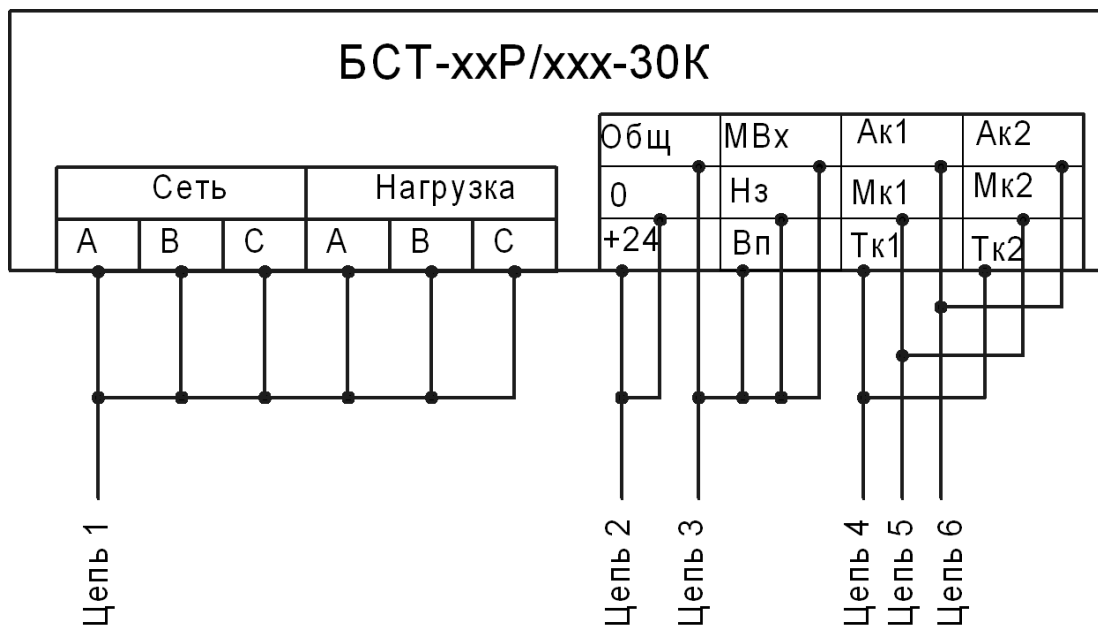 БСТ-ххР/ххх-30К
Общ МВх Ак1 Ак2
Сеть Нагрузка
0 Нз Мк1 Мк2
А В С А В С
+24 Вп Тк1 Тк2
Цепь 1
Цепь 2
Цепь 3
Цепь 4
Цепь 5
Цепь 6